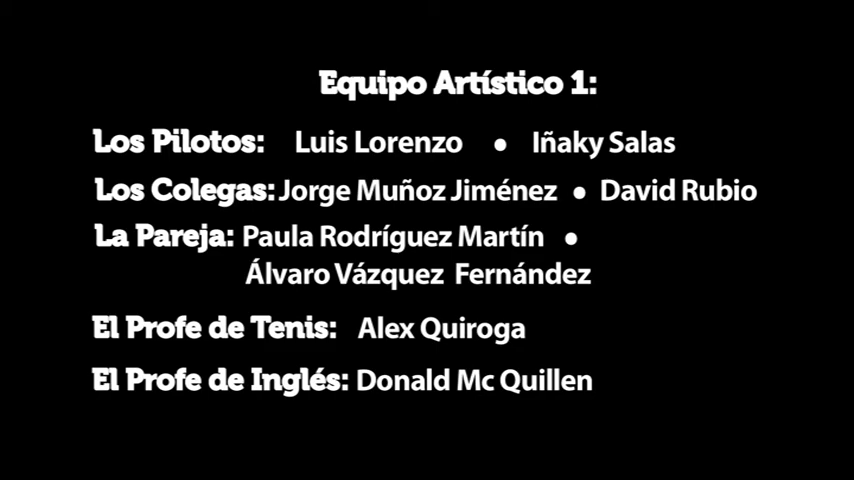 Equipo Artístico 1:
Los Pilotos: Luis Lorenzo • Iñaky Salas
Los Colegas: Jorge Muñoz Jiménez • David Rubio
La Pareja: Paula Rodríguez Martín •
Álvaro Vázquez Fernández
El Profe de Tenis: Alex Quiroga
El Profe de Inglés: Donald Mc Quillen